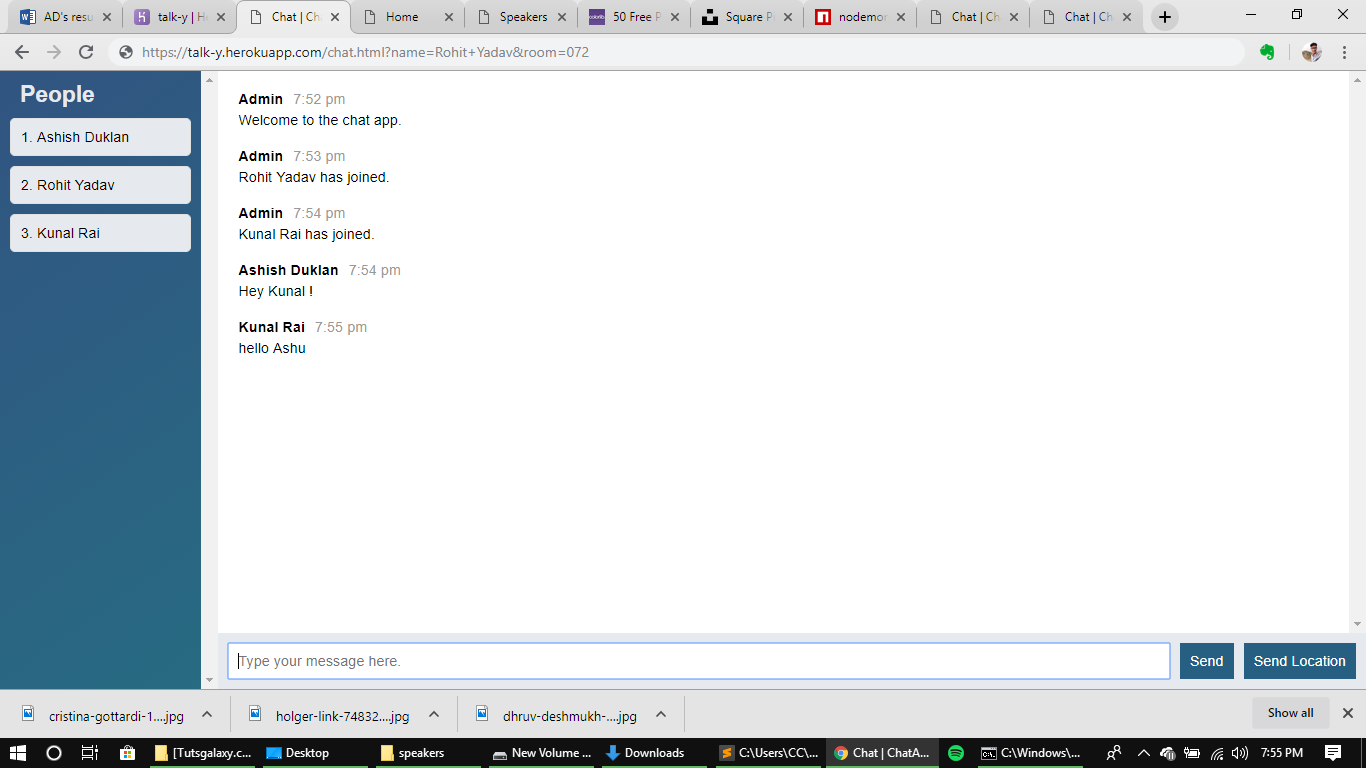 AD's resu
talk-y | H
Chat | Ch
Home
Speakers
50 Free P
Square P
nodemor
Chat | Ch
Chat | Ch
https://talk-y.herokuapp.com/chat.html?name=Rohit+Yadav&room=072
People
1. Ashish Duklan
2. Rohit Yadav
3. Kunal Rai
Admin 7:52 pm
Welcome to the chat app.
Admin 7:53 pm
Rohit Yadav has joined.
Admin 7:54 pm
Kunal Rai has joined.
Ashish Duklan 7:54 pm
Hey Kunal !
Kunal Rai 7:55 pm
hello Ashu
Type your message here.
Send
Send Location
cristina-gottardi-1....jpg
holger-link-74832....jpg
dhruv-deshmukh-....jpg
Show all
[Tutsgalaxy.c...
Desktop
speakers
New Volume ...
Downloads
C:\Users\CC\...
Chat | ChatA...
C:\Windows\...
7:55 PM